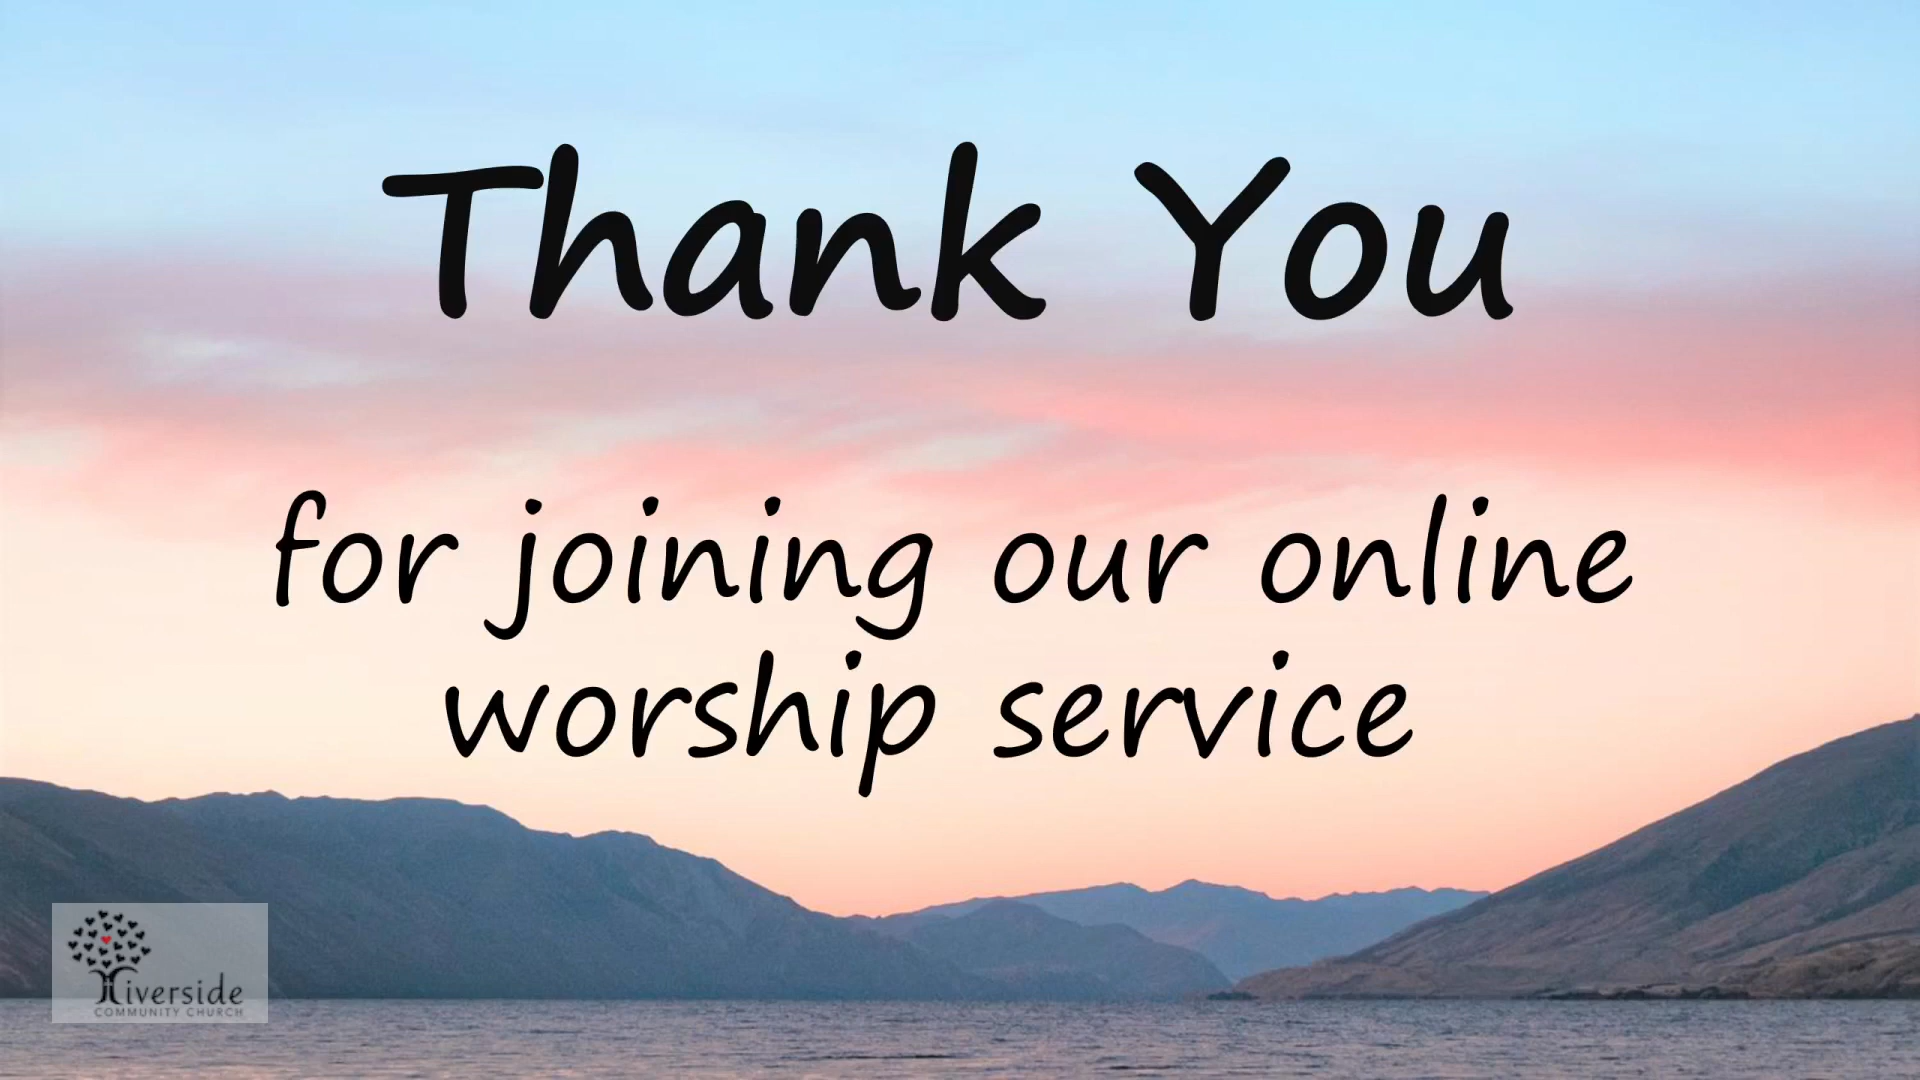 Thank You
for joining our online
worship service
Riverside
COMMUNITY CHURCH